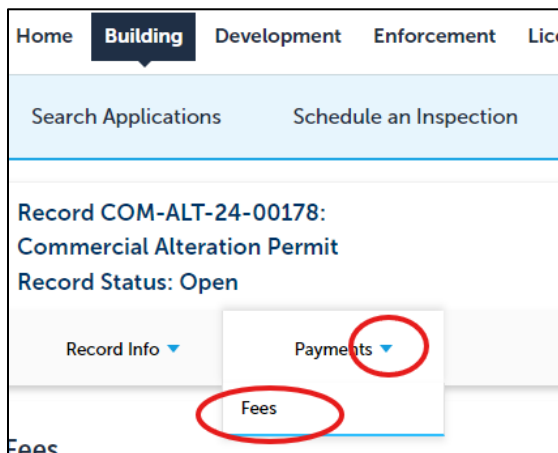 Home Building Development Enforcement
Search Applications Schedule an Inspection
Record COM-ALT-24-00178:
Commercial Alteration Permit
Record Status: Open
Record Info Payments
Fees
Fees